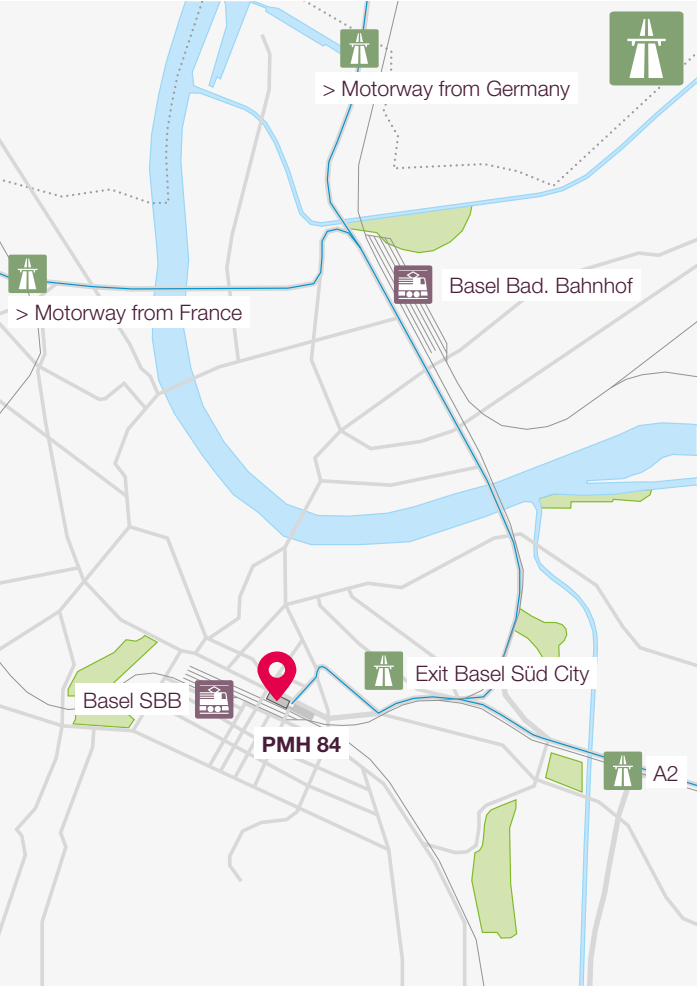 > Motorway from Germany
Basel Bad. Bahnhof
> Motorway from France
Exit Basel Süd City
Basel SBB
PMH 84
A2